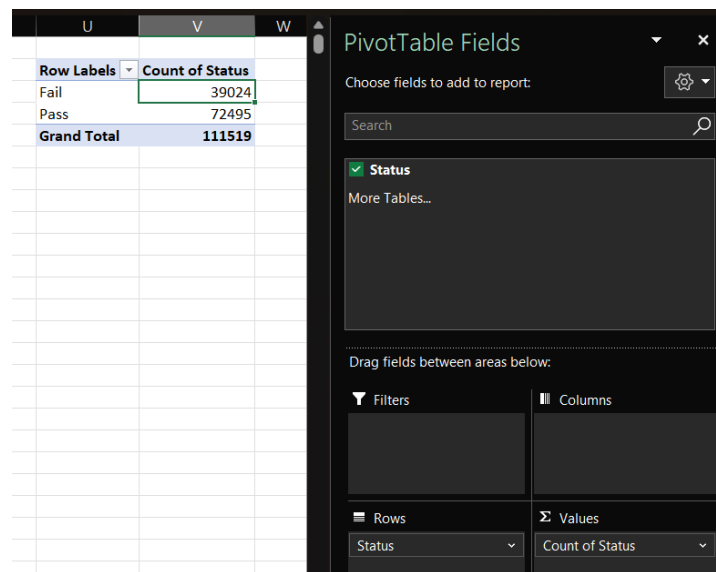 U V W
Row Labels Count of Status
Fail 39024
Pass 72495
Grand Total 111519
PivotTable Fields
Choose fields to add to report:
Search
Status
More Tables...
Drag fields between areas below:
Filters
Columns
Rows
Σ Values
Status
Count of Status